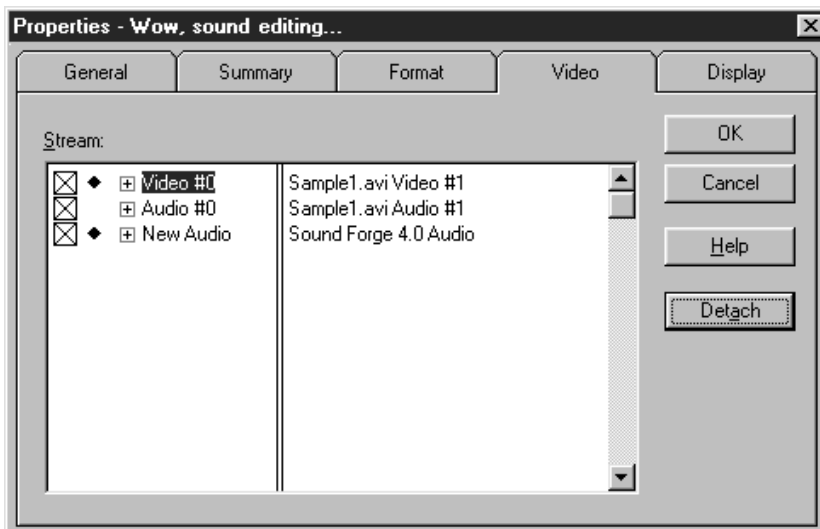 Properties - Wow, sound editing...
General Summary Format Video Display
Stream:
Video #0 Sample1.avi Video #1
Audio #0 Sample1.avi Audio #1
New Audio Sound Forge 4.0 Audio
OK
Cancel
Help
Detach